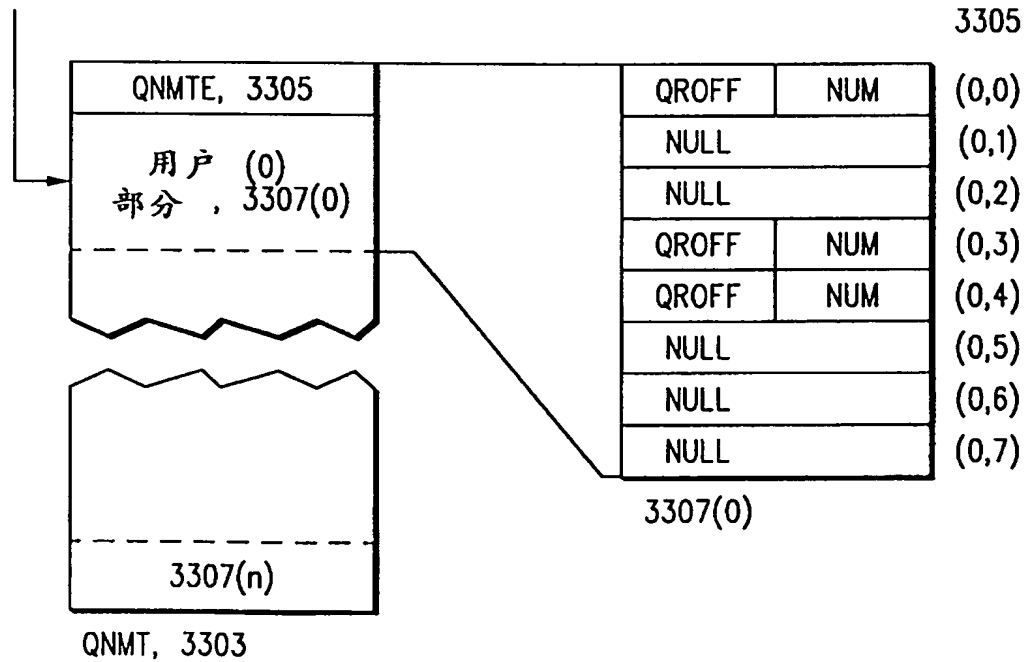 3305
QNMTE, 3305
用户 (0)
部分 , 3307(0)
QROFF NUM (0,0)
NULL (0,1)
NULL (0,2)
QROFF NUM (0,3)
QROFF NUM (0,4)
NULL (0,5)
NULL (0,6)
NULL (0,7)
3307(0)
3307(n)
QNMT, 3303